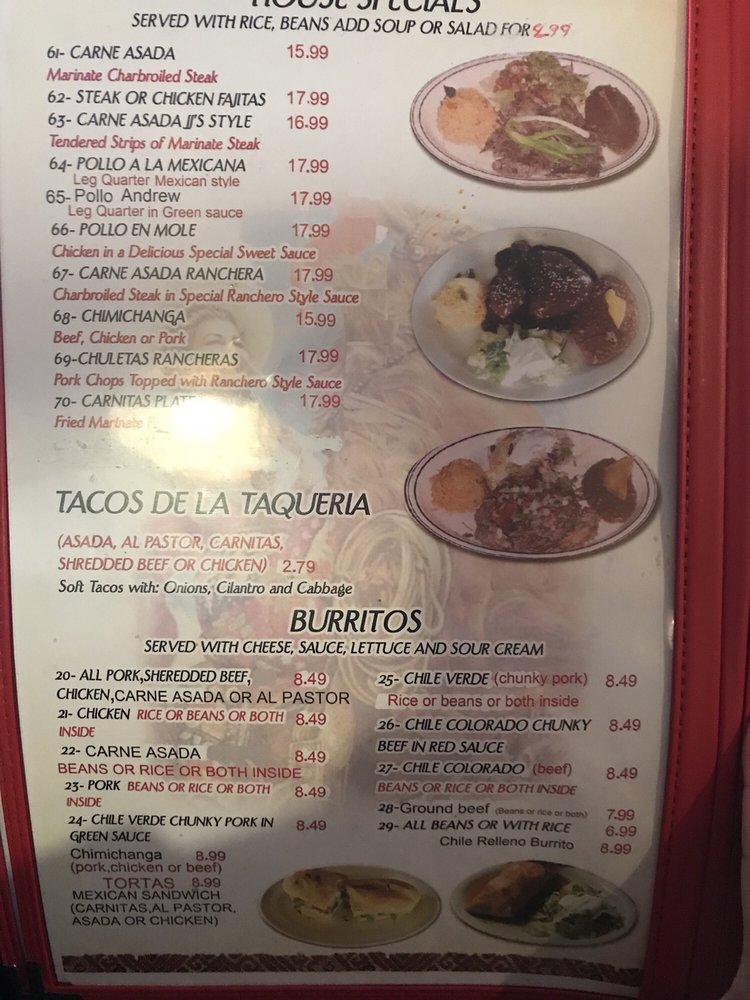 HOUSE SPECIALS
SERVED WITH RICE, BEANS ADD SOUP OR SALAD FOR .99
61- CARNE ASADA 15.99
Marinate Charbroiled Steak
62- STEAK OR CHICKEN FAJITAS 17.99
63- CARNE ASADA JJ'S STYLE 16.99
Tendered Strips of Marinate Steak
64- POLLO A LA MEXICANA 17.99
Leg Quarter Mexican style
65- Pollo Andrew 17.99
Leg Quarter in Green sauce
66- POLLO EN MOLE 17.99
Chicken in a Delicious Special Sweet Sauce
67- CARNE ASADA RANCHERA 17.99
Charbroiled Steak in Special Ranchero Style Sauce
68- CHIMICHANGA 15.99
Beef, Chicken or Pork
69-CHULETAS RANCHERAS 17.99
Pork Chops Topped with Ranchero Style Sauce
70- CARNITAS PLATE 17.99
Fried Marinate
TACOS DE LA TAQUERIA
(ASADA, AL PASTOR, CARNITAS,
SHREDDED BEEF OR CHICKEN) 2.79
Soft Tacos with: Onions, Cilantro and Cabbage
BURRITOS
SERVED WITH CHEESE, SAUCE, LETTUCE AND SOUR CREAM
20- ALL PORK,SHEREDDED BEEF, 8.49
CHICKEN,CARNE ASADA OR AL PASTOR
21- CHICKEN RICE OR BEANS OR BOTH 8.49
INSIDE
22- CARNE ASADA 8.49
BEANS OR RICE OR BOTH INSIDE
23- PORK BEANS OR RICE OR BOTH 8.49
INSIDE
24- CHILE VERDE CHUNKY PORK IN 8.49
GREEN SAUCE
Chimichanga 8.99
(pork,chicken or beef)
TORTAS 8.99
MEXICAN SANDWICH
(CARNITAS,AL PASTOR,
ASADA OR CHICKEN)
25- CHILE VERDE (chunky pork) 8.49
Rice or beans or both inside
26- CHILE COLORADO CHUNKY 8.49
BEEF IN RED SAUCE
27- CHILE COLORADO (beef) 8.49
BEANS OR RICE OR BOTH INSIDE
28-Ground beef (Beans or rice or both) 7.99
29- ALL BEANS OR WITH RICE 6.99
Chile Relleno Burrito 8.99